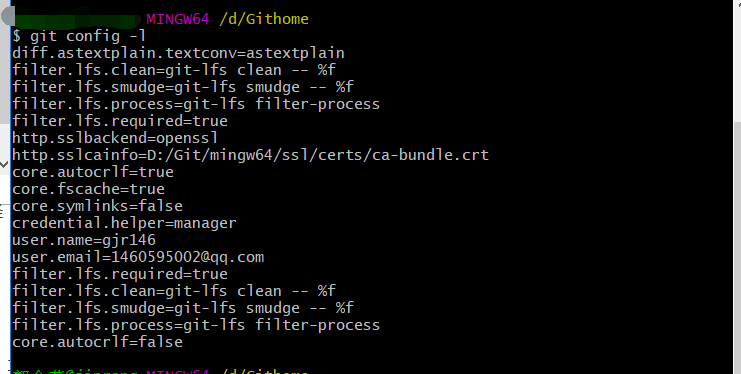 MINGW64 /d/Githome
$ git config -l
diff.astextplain.textconv=astextplain
filter.lfs.clean=git-lfs clean -- %f
filter.lfs.smudge=git-lfs smudge -- %f
filter.lfs.process=git-lfs filter-process
filter.lfs.required=true
http.sslbackend=openssl
http.sslcainfo=D:/Git/mingw64/ssl/certs/ca-bundle.crt
core.autocrlf=true
core.fscache=true
core.symlinks=false
credential.helper=manager
user.name=gjr146
user.email=1460595002@qq.com
filter.lfs.required=true
filter.lfs.clean=git-lfs clean -- %f
filter.lfs.smudge=git-lfs smudge -- %f
filter.lfs.process=git-lfs filter-process
core.autocrlf=false
MINGW64 /d/Githome